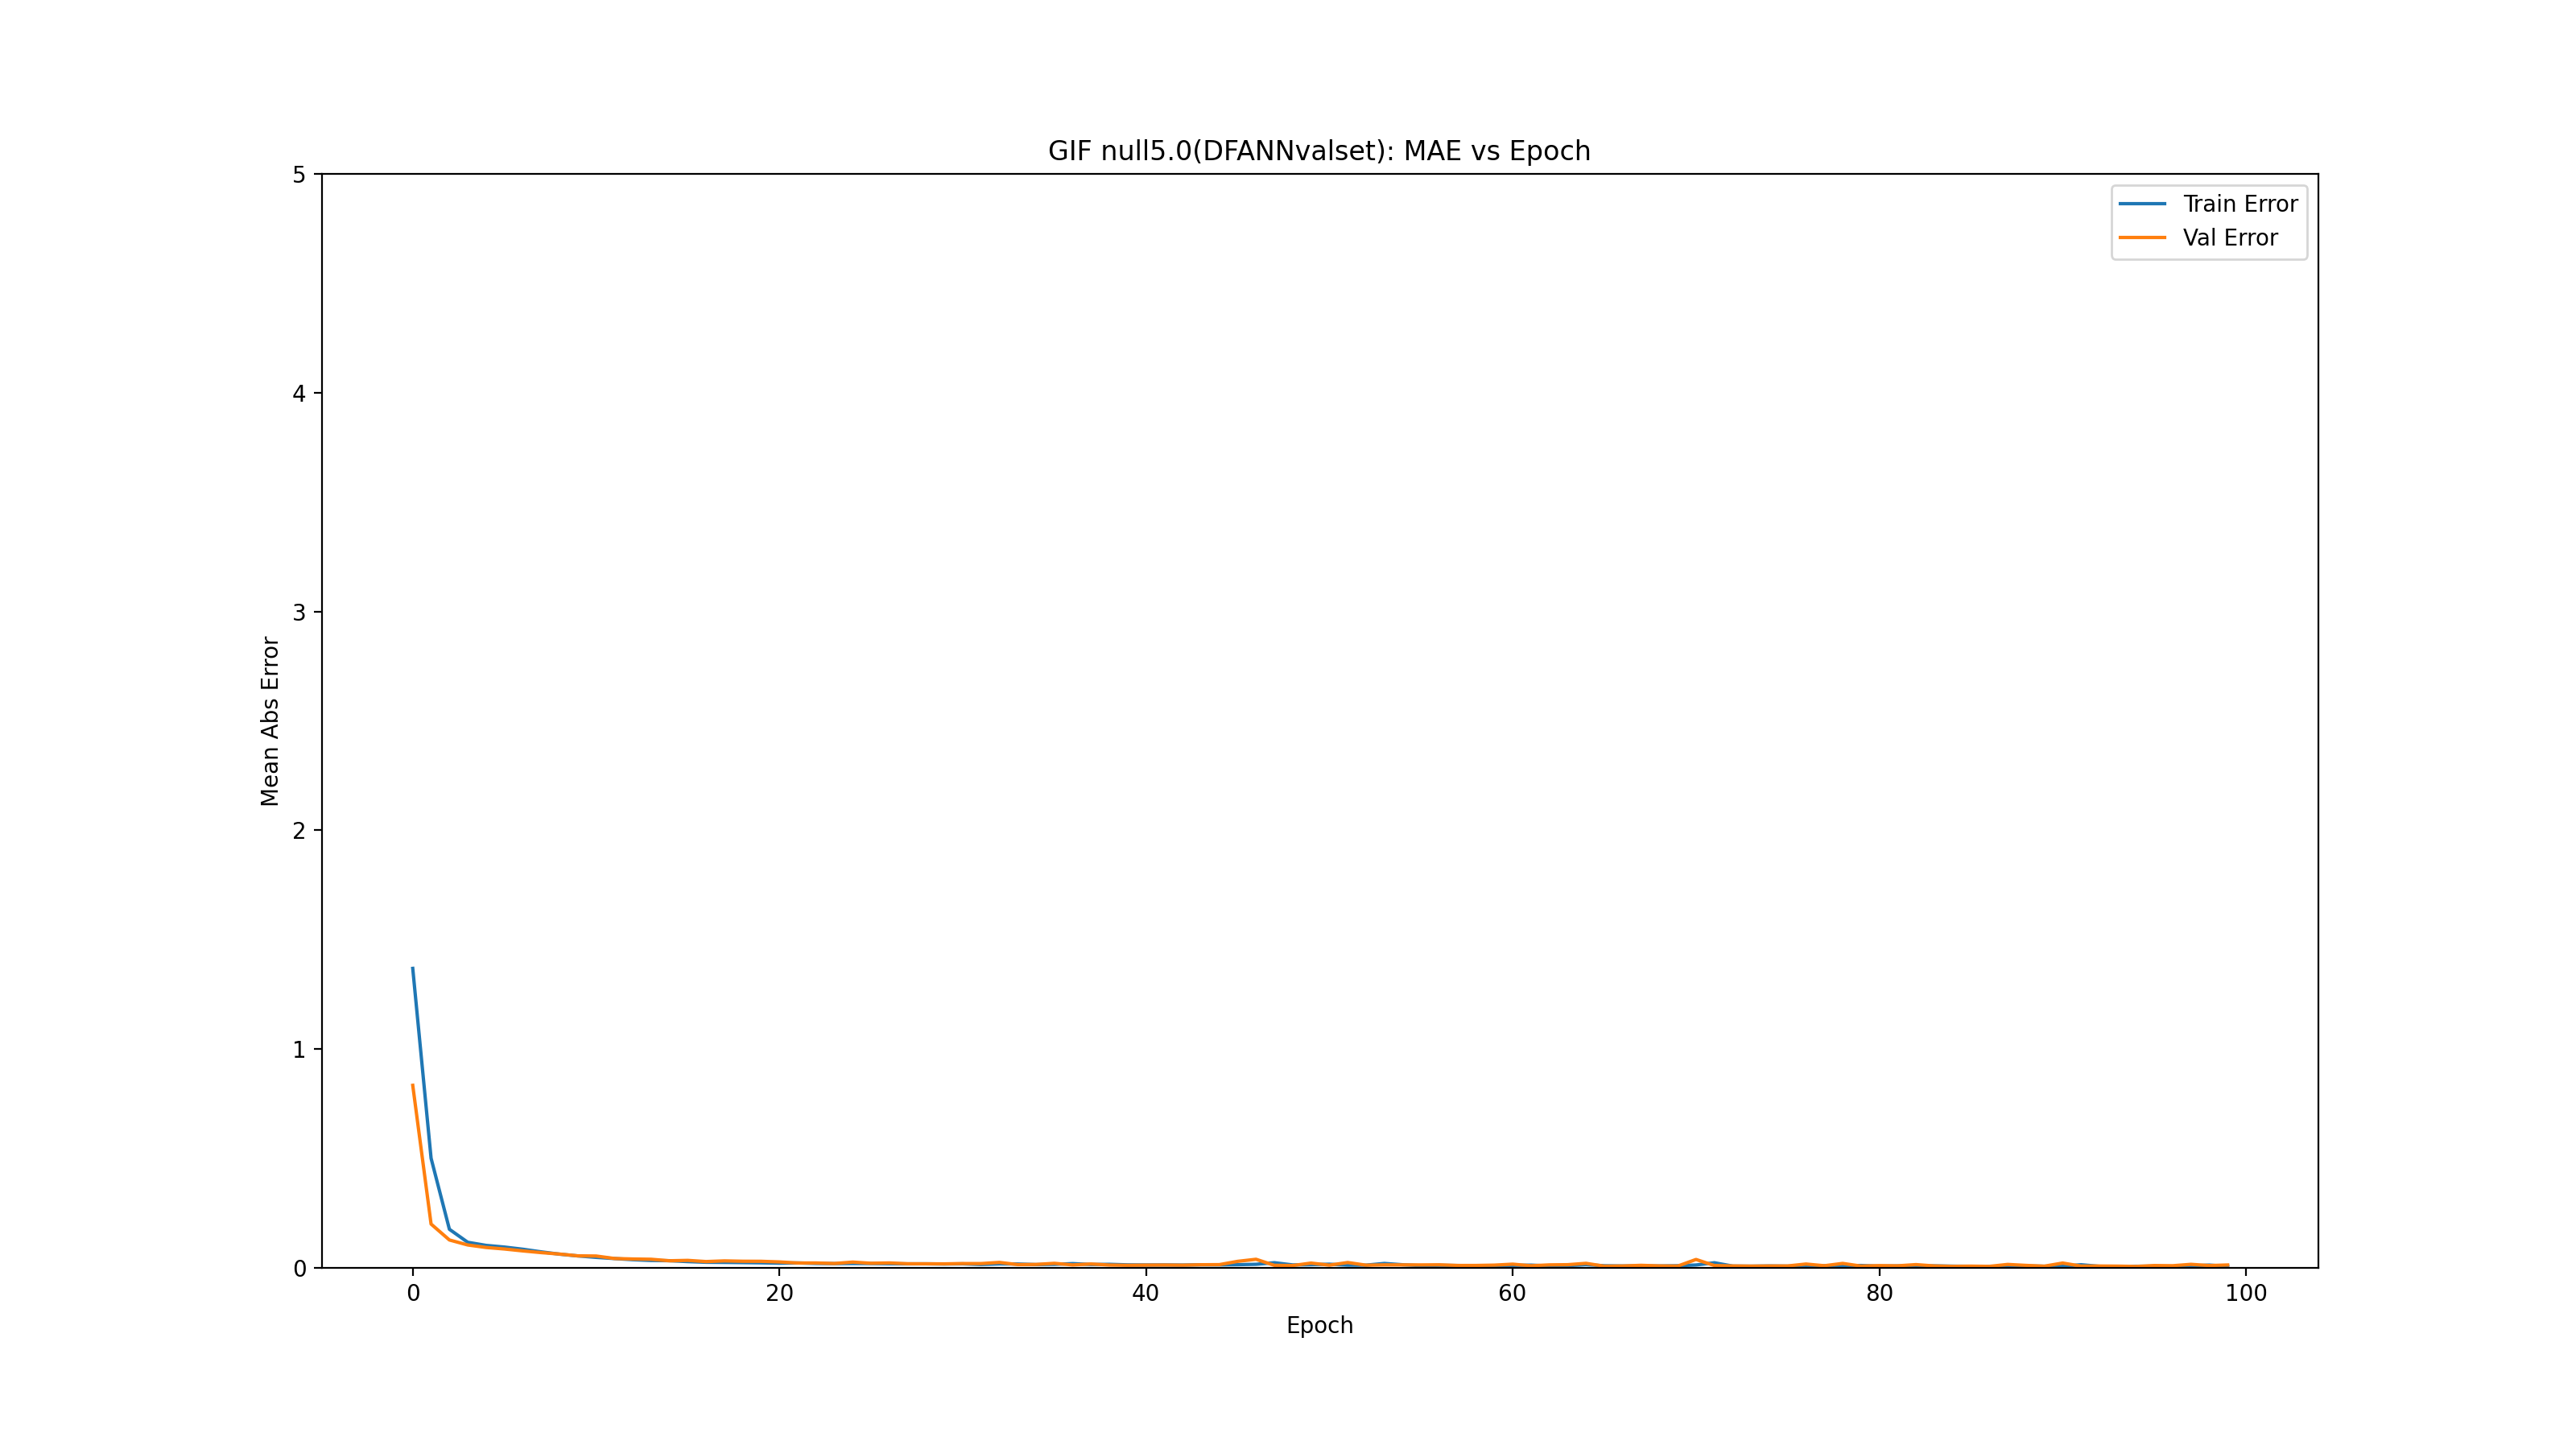 GIF null5.0(DFANNvalset): MAE vs Epoch
5
4
3
2
1
0
Mean Abs Error
Train Error
Val Error
0 20 40 60 80 100
Epoch